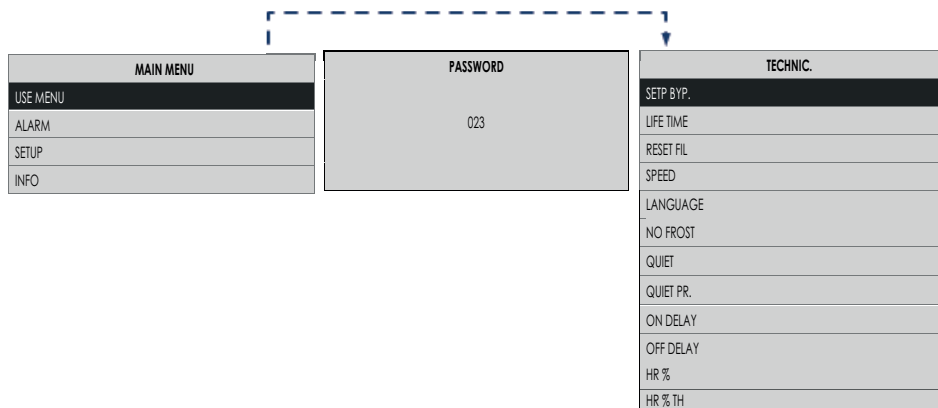 MAIN MENU
USE MENU
ALARM
SETUP
INFO
PASSWORD
023
TECHNIC.
SETP BYP.
LIFE TIME
RESET FIL
SPEED
LANGUAGE
NO FROST
QUIET
QUIET PR.
ON DELAY
OFF DELAY
HR %
HR % TH